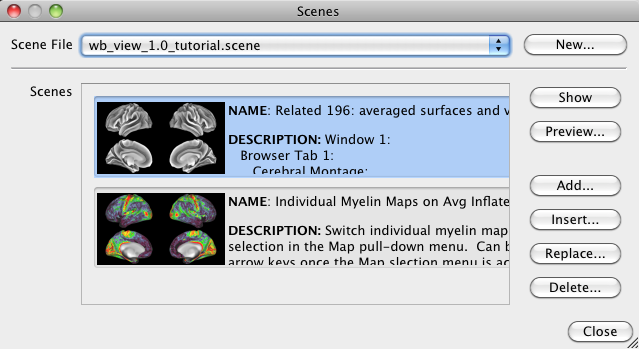 Scenes
Scene File
wb_view_1.0_tutorial.scene
New...
Scenes
NAME: Related 196: averaged surfaces and v
DESCRIPTION: Window 1:
Browser Tab 1:
Cerebral Montage:
NAME: Individual Myelin Maps on Avg Inflate
DESCRIPTION: Switch individual myelin map
selection in the Map pull-down menu.  Can b
arrow keys once the Map slection menu is ac
Show
Preview...
Add...
Insert...
Replace...
Delete...
Close